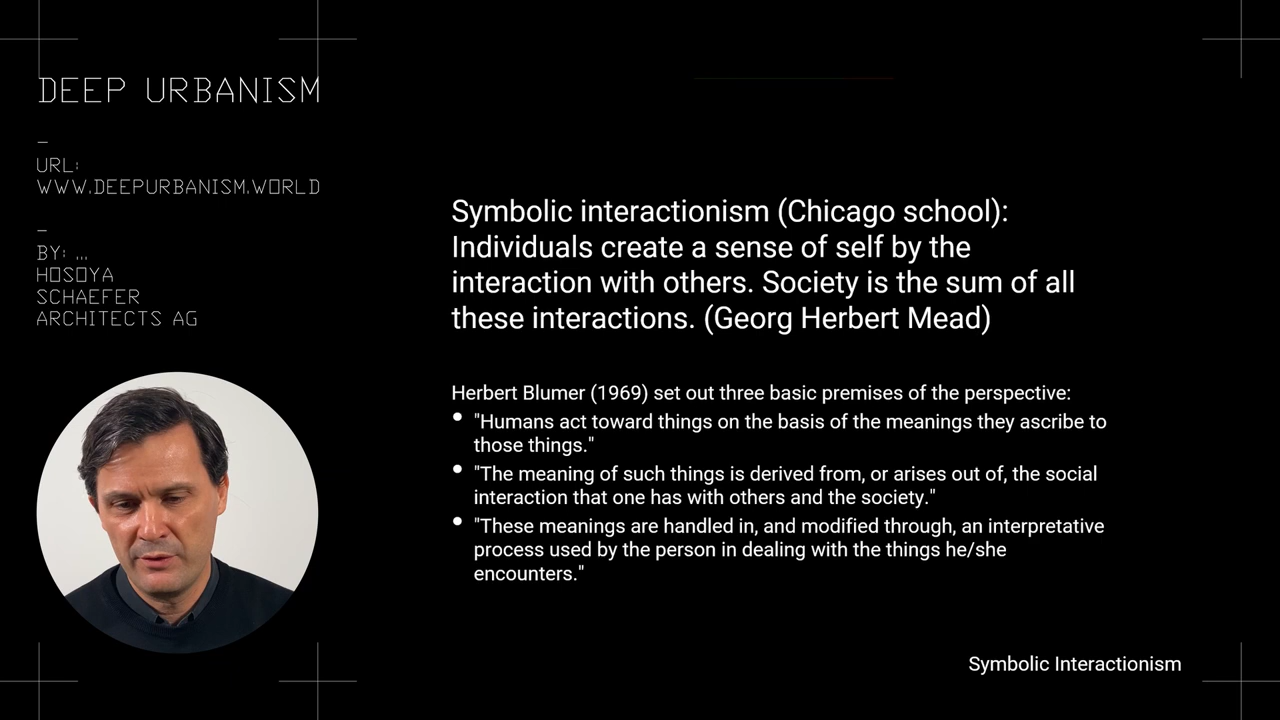 DEEP URBANISM
–
URL:
WWW.DEEPURBANISM.WORLD
–
BY: ...
HOSOYA
SCHAEFER
ARCHITECTS AG
Symbolic interactionism (Chicago school):
Individuals create a sense of self by the
interaction with others. Society is the sum of all
these interactions. (Georg Herbert Mead)
Herbert Blumer (1969) set out three basic premises of the perspective:
• "Humans act toward things on the basis of the meanings they ascribe to
those things."
• "The meaning of such things is derived from, or arises out of, the social
interaction that one has with others and the society."
• "These meanings are handled in, and modified through, an interpretative
process used by the person in dealing with the things he/she
encounters."
Symbolic Interactionism